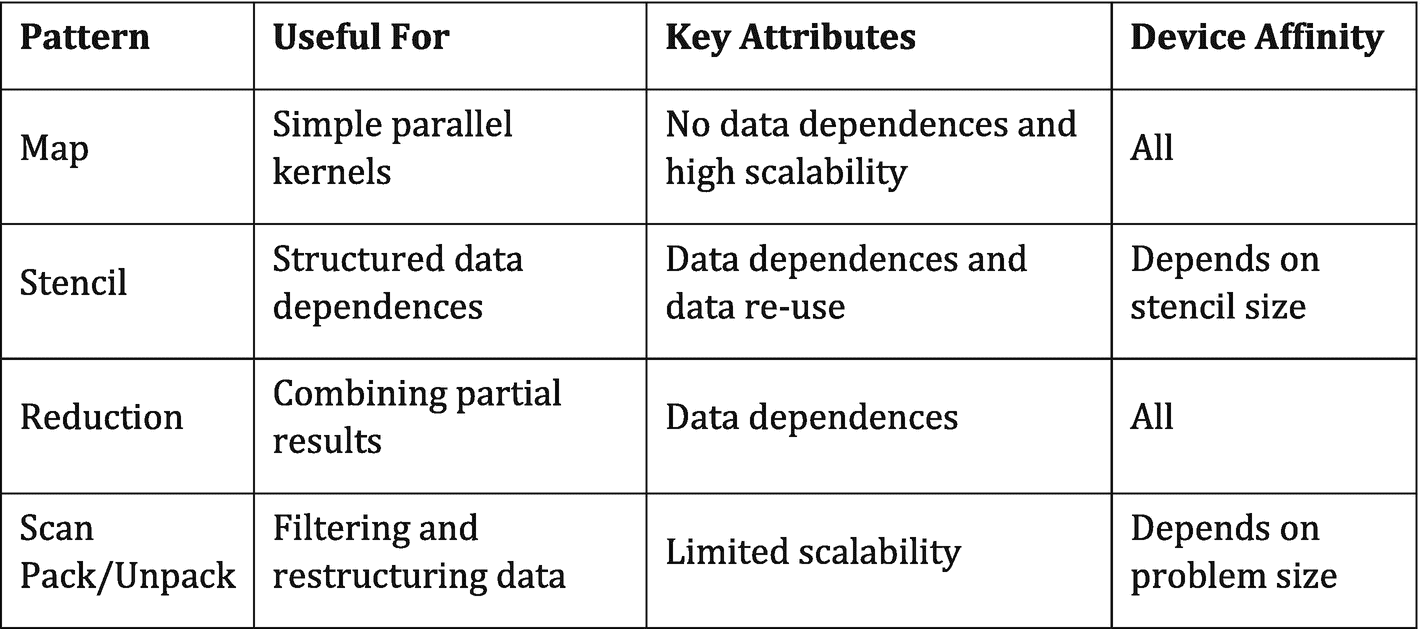 Pattern Useful For Key Attributes Device Affinity
Map
Simple parallel
kernels
No data dependences and
high scalability
All
Stencil
Structured data
dependences
Data dependences and
data re-use
Depends on
stencil size
Reduction
Combining partial
results
Data dependences
All
Scan
Pack/Unpack
Filtering and
restructuring data
Limited scalability
Depends on
problem size